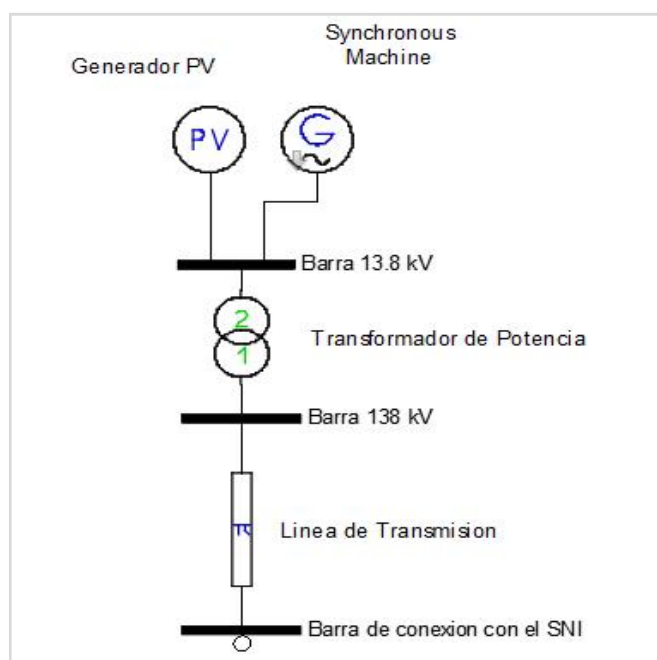 Synchronous
Machine
Generador PV
PV
G
Barra 13.8 kV
2
1
Transformador de Potencia
Barra 138 kV
π
Linea de Transmision
Barra de conexion con el SNI